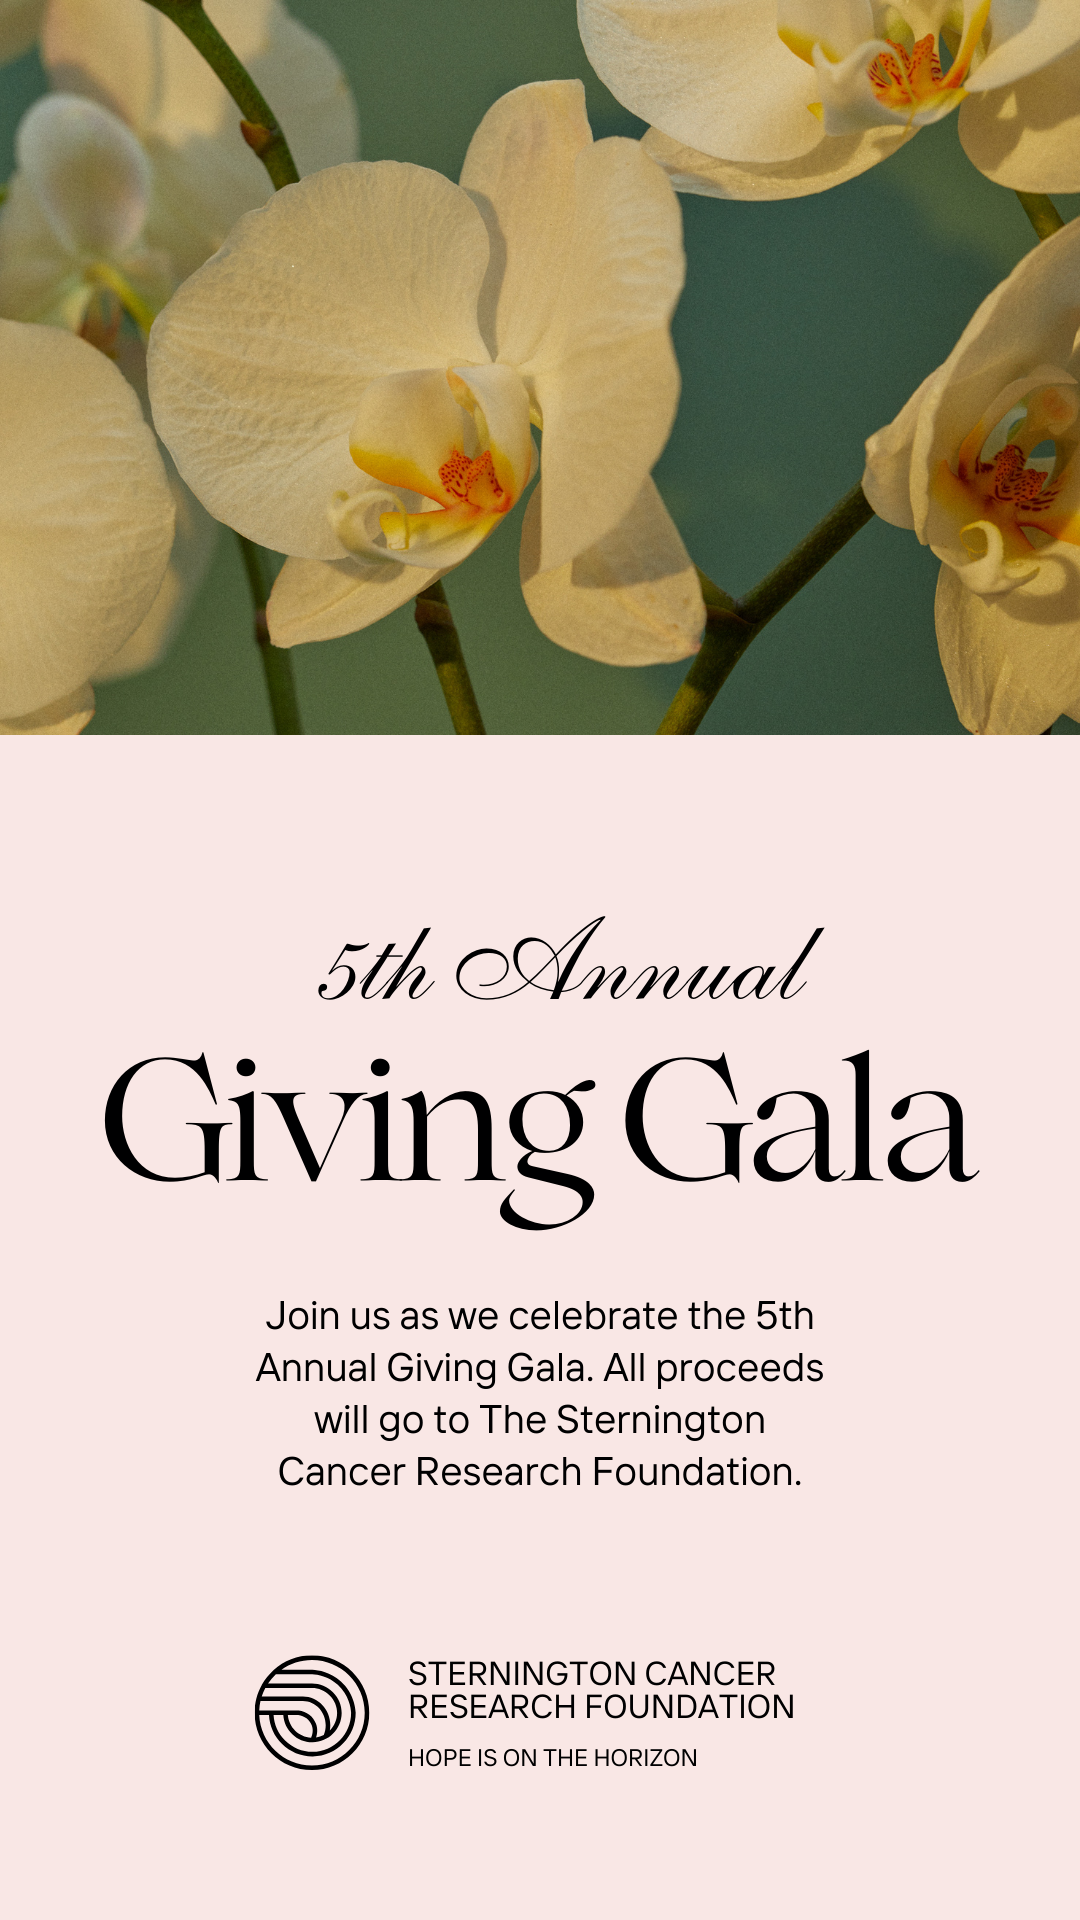 5th Annual
Giving Gala
Join us as we celebrate the 5th
Annual Giving Gala. All proceeds
will go to The Sternington
Cancer Research Foundation.
STERNINGTON CANCER
RESEARCH FOUNDATION
HOPE IS ON THE HORIZON